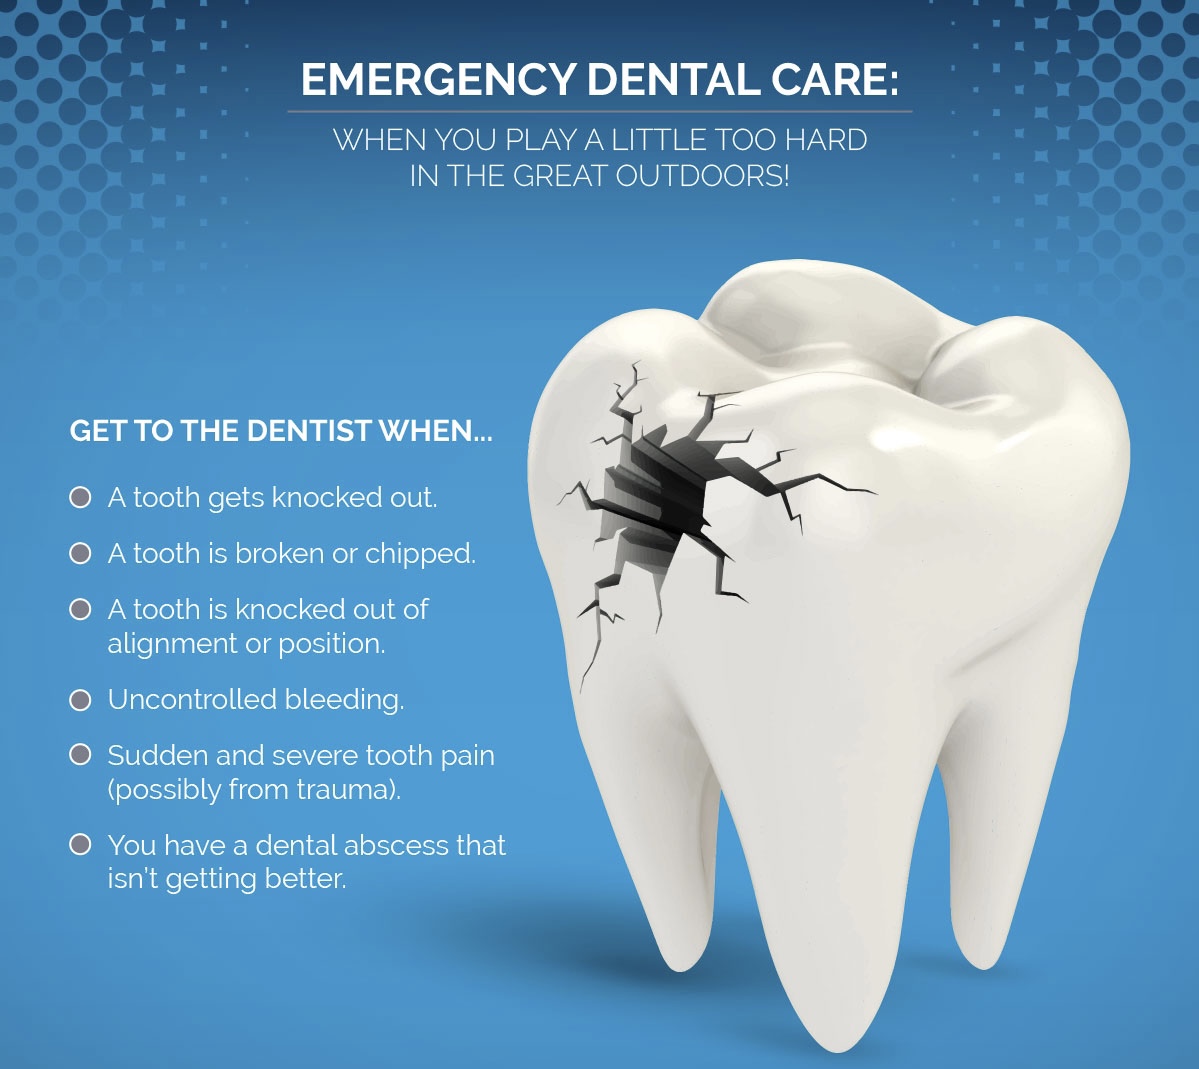 EMERGENCY DENTAL CARE:
WHEN YOU PLAY A LITTLE TOO HARD
IN THE GREAT OUTDOORS!
GET TO THE DENTIST WHEN...
A tooth gets knocked out.
A tooth is broken or chipped.
A tooth is knocked out of
alignment or position.
Uncontrolled bleeding.
Sudden and severe tooth pain
(possibly from trauma).
You have a dental abscess that
isn't getting better.